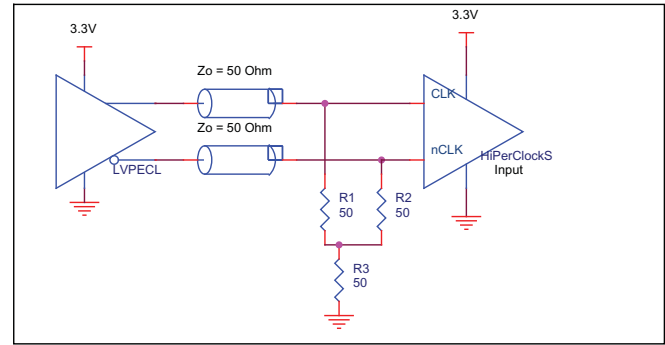 3.3V
3.3V
Zo = 50 Ohm
CLK
Zo = 50 Ohm
nCLK
LVPECL
HiPerClockS
Input
R1
50
R2
50
R3
50